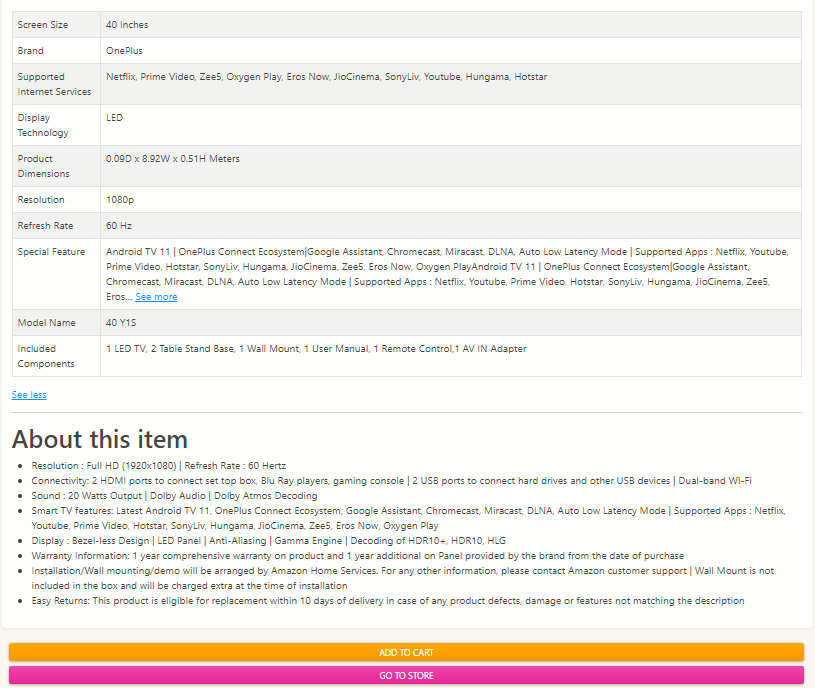 Screen Size 40 Inches
Brand OnePlus
Supported Netflix, Prime Video, Zee5, Oxygen Play, Eros Now, JioCinema, SonyLiv, Youtube, Hungama, Hotstar
Internet Services
Display LED
Technology
Product 0.09D x 8.92W x 0.51H Meters
Dimensions
Resolution 1080p
Refresh Rate 60 Hz
Special Feature Android TV 11 | OnePlus Connect Ecosystem|Google Assistant, Chromecast, Miracast, DLNA, Auto Low Latency Mode | Supported Apps : Netflix, Youtube,
Prime Video, Hotstar, SonyLiv, Hungama, JioCinema, Zee5, Eros Now, Oxygen PlayAndroid TV 11 | OnePlus Connect Ecosystem|Google Assistant,
Chromecast, Miracast, DLNA, Auto Low Latency Mode | Supported Apps : Netflix, Youtube, Prime Video, Hotstar, SonyLiv, Hungama, JioCinema, Zee5,
Eros... See more
Model Name 40 Y1S
Included 1 LED TV, 2 Table Stand Base, 1 Wall Mount, 1 User Manual, 1 Remote Control,1 AV IN Adapter
Components
See less
About this item
• Resolution : Full HD (1920x1080) | Refresh Rate : 60 Hertz
• Connectivity: 2 HDMI ports to connect set top box, Blu Ray players, gaming console | 2 USB ports to connect hard drives and other USB devices | Dual-band Wi-Fi
• Sound : 20 Watts Output | Dolby Audio | Dolby Atmos Decoding
• Smart TV features: Latest Android TV 11, OnePlus Connect Ecosystem, Google Assistant, Chromecast, Miracast, DLNA, Auto Low Latency Mode | Supported Apps : Netflix,
Youtube, Prime Video, Hotstar, SonyLiv, Hungama, JioCinema, Zee5, Eros Now, Oxygen Play
• Display : Bezel-less Design | LED Panel | Anti-Aliasing | Gamma Engine | Decoding of HDR10+, HDR10, HLG
• Warranty Information: 1 year comprehensive warranty on product and 1 year additional on Panel provided by the brand from the date of purchase
• Installation/Wall mounting/demo will be arranged by Amazon Home Services. For any other information, please contact Amazon customer support | Wall Mount is not
included in the box and will be charged extra at the time of installation
• Easy Returns: This product is eligible for replacement within 10 days of delivery in case of any product defects, damage or features not matching the description
ADD TO CART
GO TO STORE